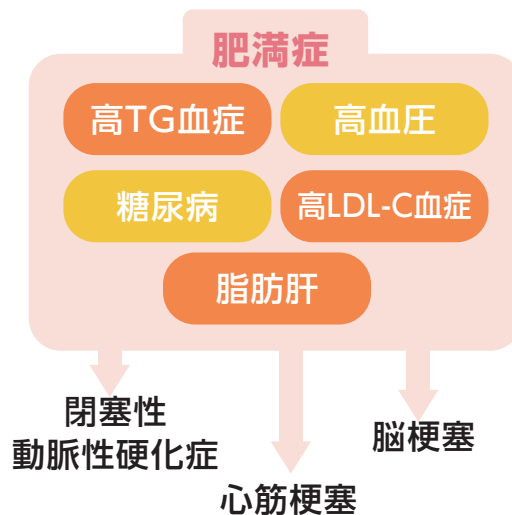 肥満症
高TG血症
高血圧
糖尿病
高LDL-C血症
脂肪肝
閉塞性
動脈性硬化症
脳梗塞
心筋梗塞